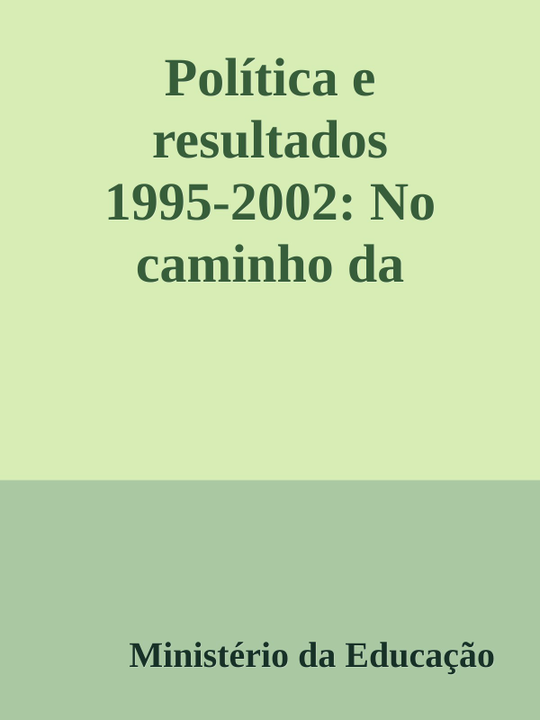 Política e
resultados
1995-2002: No
caminho da
Ministério da Educação